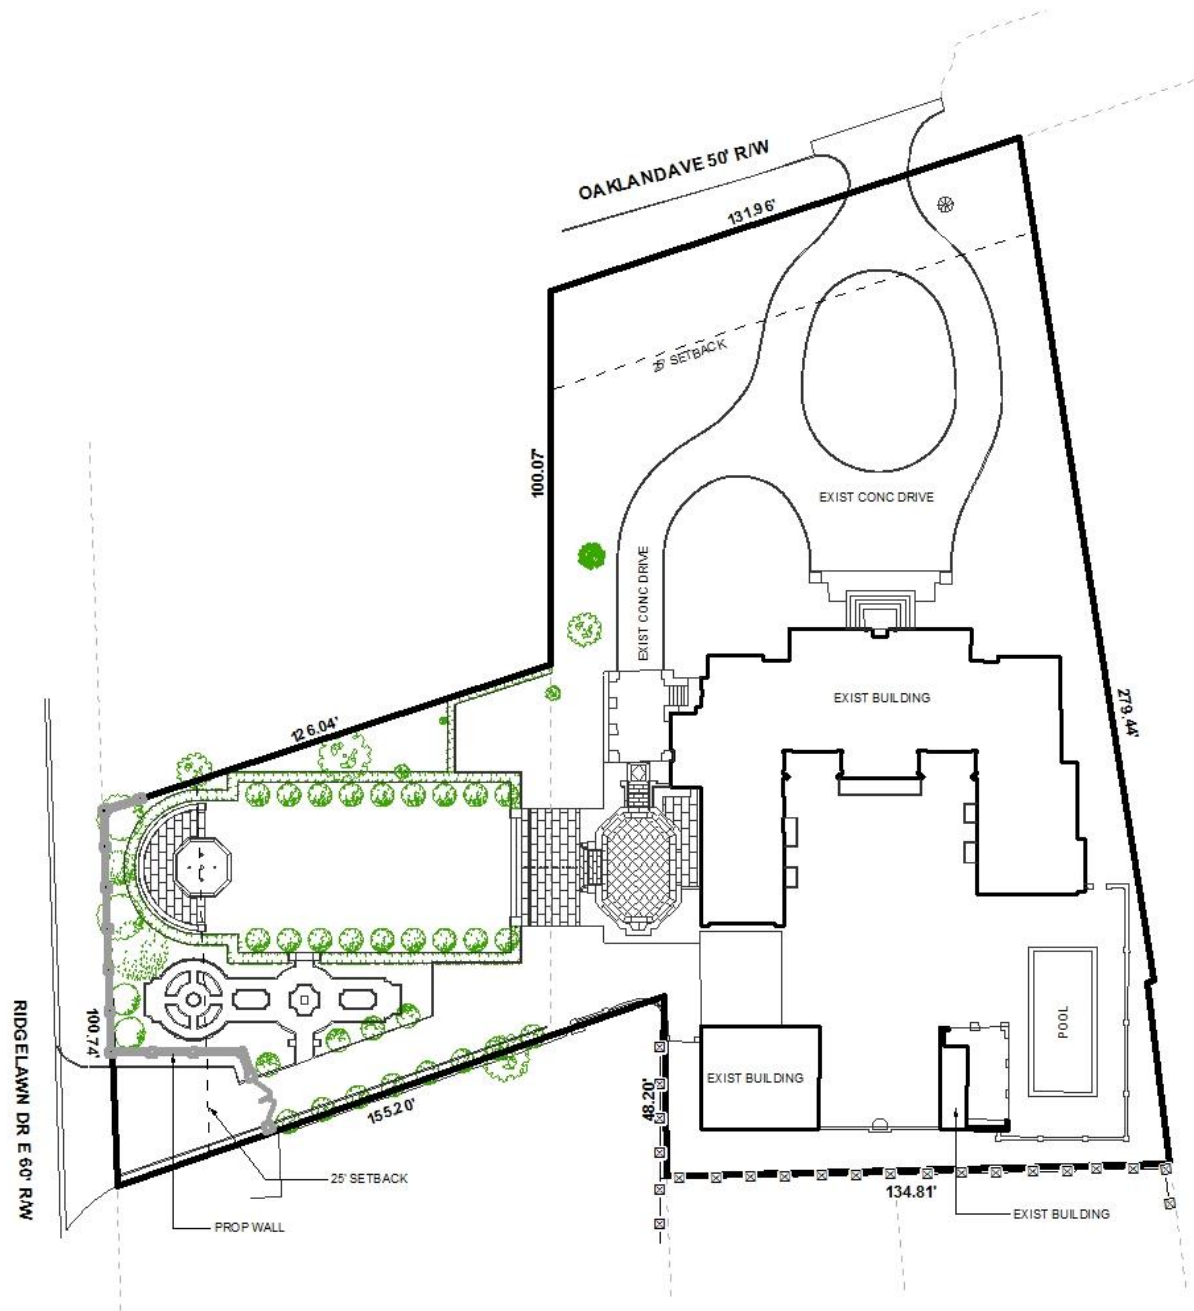 OAKLAND AVE 50' R/W
131.96'
25' SETBACK
100.07'
EXIST CONC DRIVE
EXIST CONC DRIVE
EXIST BUILDING
279.44'
126.04'
100.74'
RIDGELAWN DR E 60' R/W
POOL
EXIST BUILDING
48.20'
155.20'
25' SETBACK
134.81'
EXIST BUILDING
PROP WALL